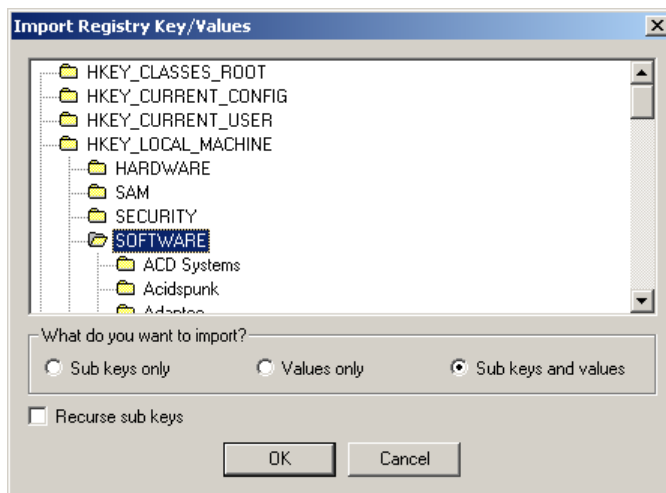 Import Registry Key/Values
HKEY_CLASSES_ROOT
HKEY_CURRENT_CONFIG
HKEY_CURRENT_USER
HKEY_LOCAL_MACHINE
HARDWARE
SAM
SECURITY
SOFTWARE
ACD Systems
Acidspunk
Adaptec
What do you want to import?
Sub keys only Values only Sub keys and values
Recurse sub keys
OK Cancel